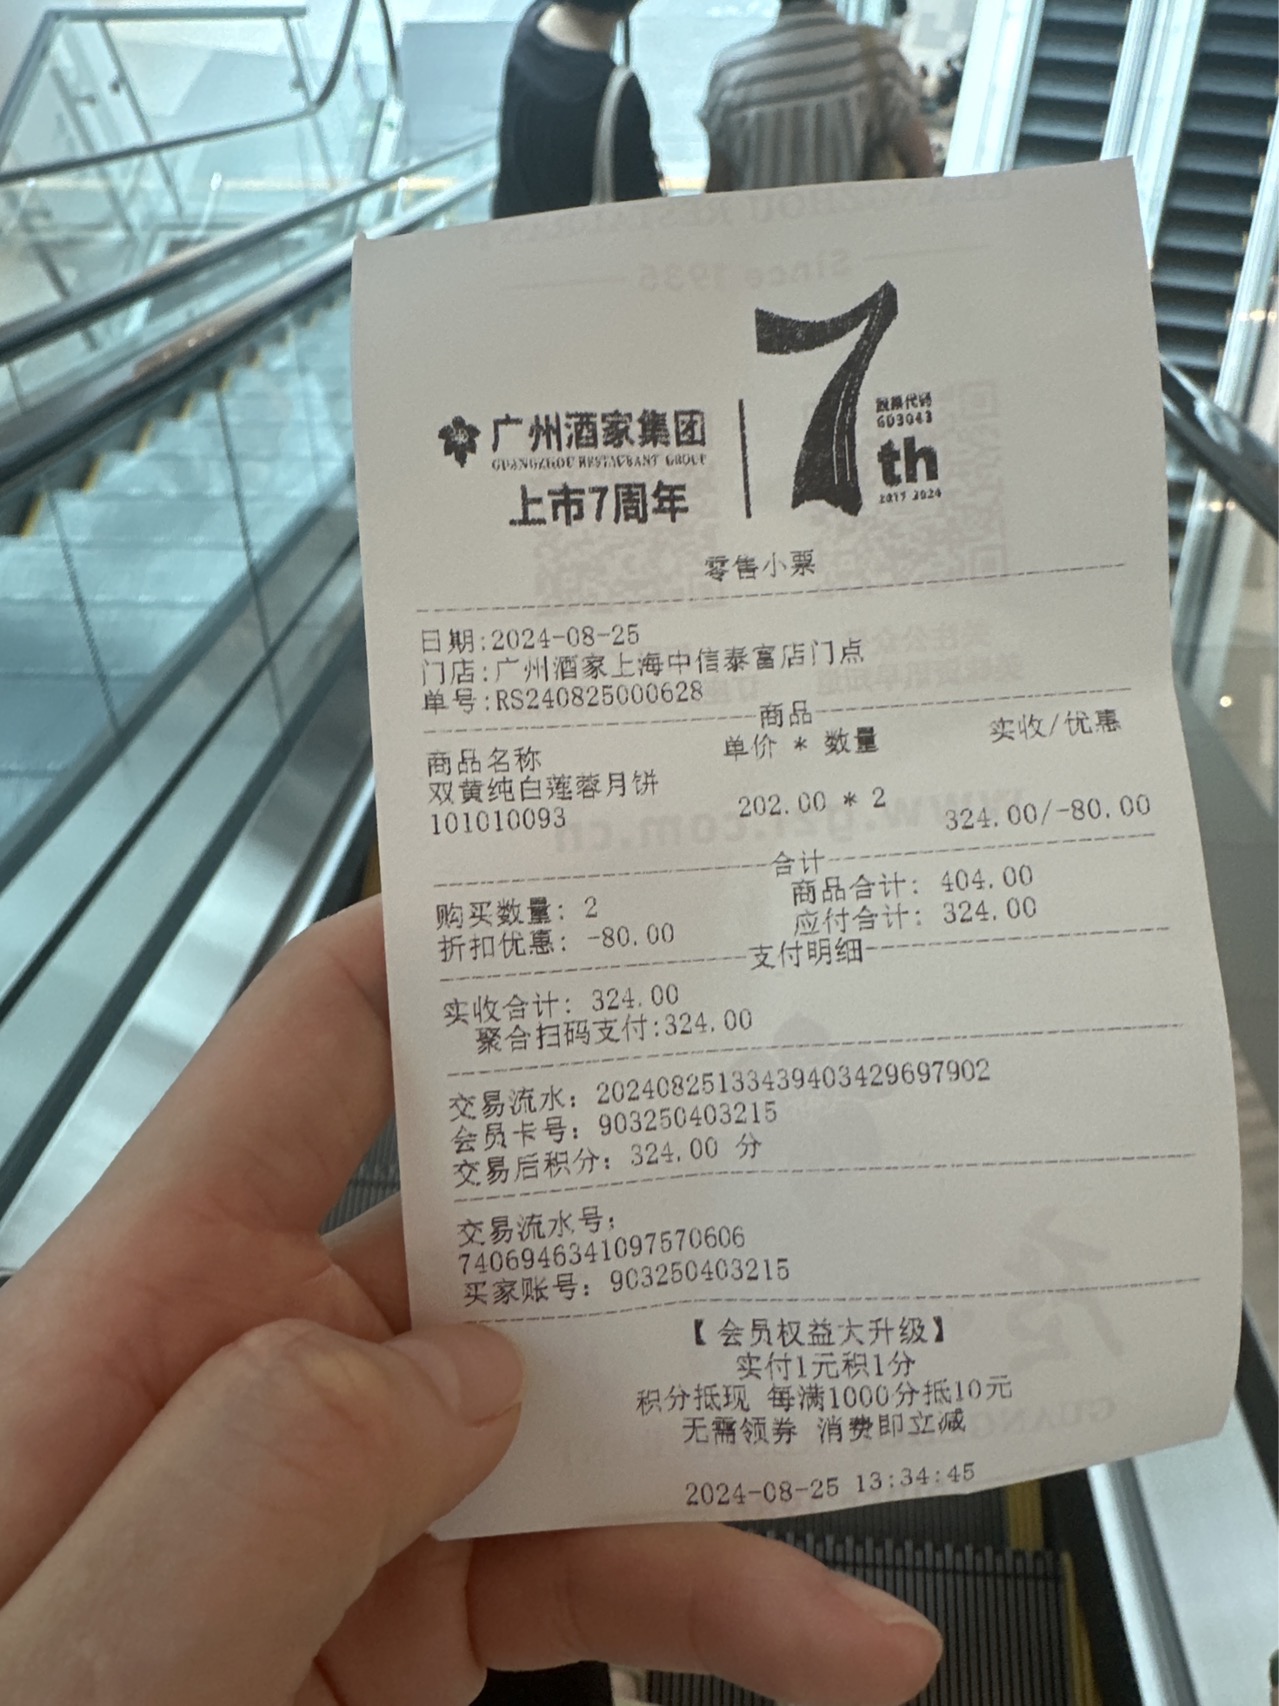 广州酒家集团
GUANGZHOU RESTAURANT GROUP
上市7周年
7th
股票代码
603043
2017 2024
零售小票
日期:2024-08-25
门店:广州酒家上海中信泰富店门点
单号:RS240825000628
商品
商品名称 单价 * 数量 实收/优惠
双黄纯白莲蓉月饼
101010093 202.00 * 2 324.00/-80.00
合计
购买数量: 2 商品合计: 404.00
折扣优惠: -80.00 应付合计: 324.00
支付明细
实收合计: 324.00
聚合扫码支付:324.00
交易流水: 20240825133439403429697902
会员卡号: 903250403215
交易后积分: 324.00 分
交易流水号:
7406946341097570606
买家账号: 903250403215
【会员权益大升级】
实付1元积1分
积分抵现 每满1000分抵10元
无需领券 消费即立减
2024-08-25 13:34:45